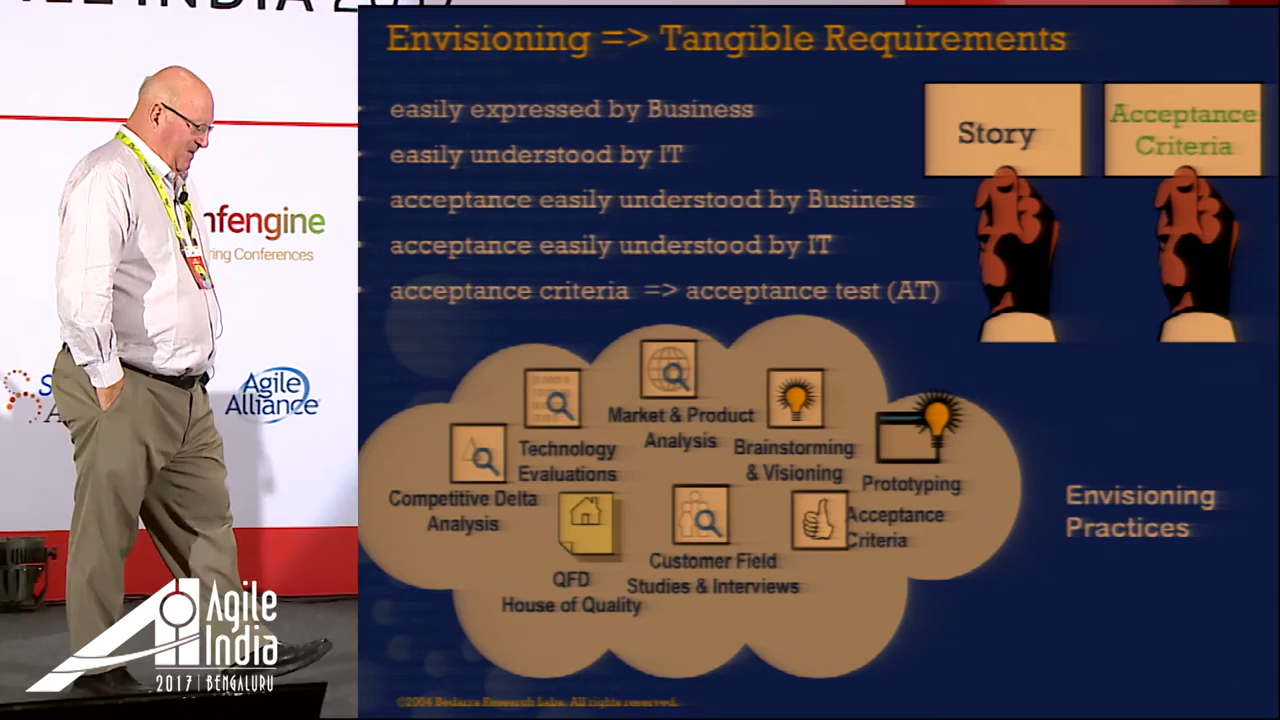 2017
Envisioning => Tangible Requirements
easily expressed by Business
easily understood by IT
acceptance easily understood by Business
acceptance easily understood by IT
acceptance criteria => acceptance test (AT)
Story
Acceptance
Criteria
nfengine
ring Conferences
Agile
Alliance
Market & Product
Analysis
Technology
Evaluations
Brainstorming
& Visioning
Prototyping
Competitive Delta
Analysis
Acceptance
Criteria
Customer Field
Studies & Interviews
QFD
House of Quality
Envisioning
Practices
Agile
India
2017 | BENGALURU
©2004 Bedarra Research Labs. All rights reserved.